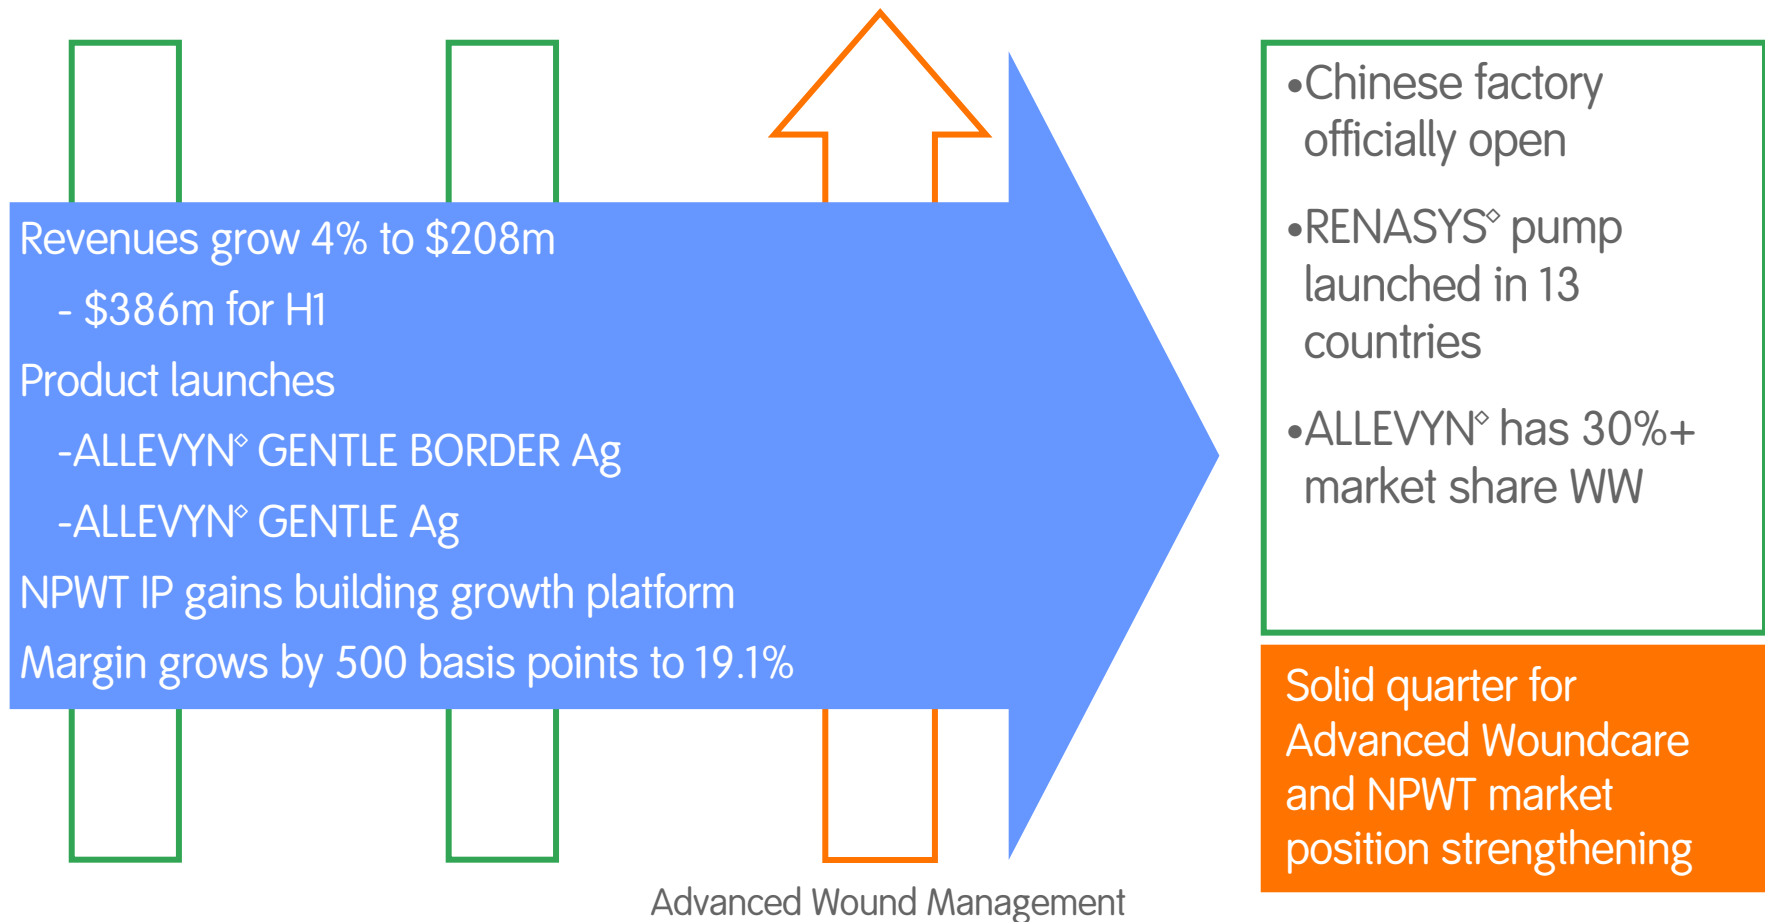 Revenues grow 4% to $208m
- $386m for H1
Product launches
-ALLEVYN◊ GENTLE BORDER Ag
-ALLEVYN◊ GENTLE Ag
NPWT IP gains building growth platform
Margin grows by 500 basis points to 19.1%
•Chinese factory
officially open
•RENASYS◊ pump
launched in 13
countries
•ALLEVYN◊ has 30%+
market share WW
Solid quarter for
Advanced Woundcare
and NPWT market
position strengthening
Advanced Wound Management